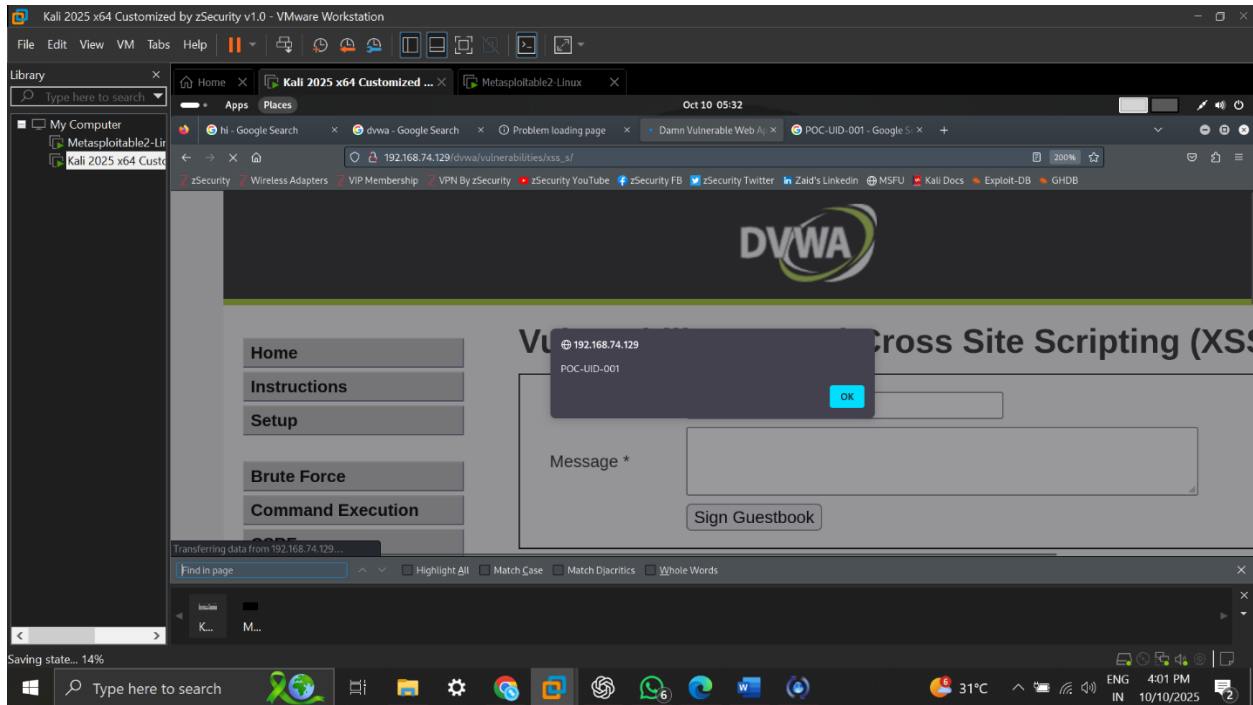 Kali 2025 x64 Customized by zSecurity v1.0 - VMware Workstation
File Edit View VM Tabs Help
Library
Type here to search
My Computer
Metasploitable2-Lin
Kali 2025 x64 Custo
Home
Kali 2025 x64 Customized ...
Metasploitable2-Linux
Apps Places
Oct 10 05:32
hi - Google Search
dvwa - Google Search
Problem loading page
Damn Vulnerable Web Ap
POC-UID-001 - Google Se
192.168.74.129/dvwa/vulnerabilities/xss_s/
200%
zSecurity Wireless Adapters VIP Membership VPN By zSecurity zSecurity YouTube zSecurity FB zSecurity Twitter Zaid's Linkedin MSFU Kali Docs Exploit-DB GHDB
DVWA
Cross Site Scripting (XSS
192.168.74.129
POC-UID-001
OK
Home
Instructions
Setup
Brute Force
Command Execution
CSRF
Message *
Sign Guestbook
Transferring data from 192.168.74.129...
Find in page
Highlight All
Match Case
Match Diacritics
Whole Words
K...
M...
Saving state... 14%
Type here to search
6
31°C
ENG
IN
4:01 PM
10/10/2025
2